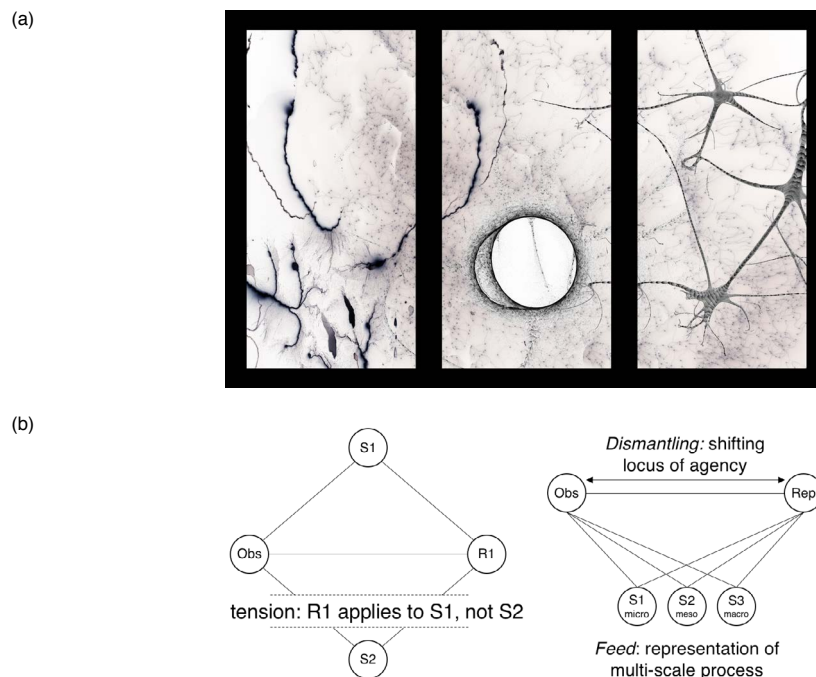 (a)
(b)
S1
Obs
R1
tension: R1 applies to S1, not S2
S2
Dismantling: shifting
locus of agency
Obs
Rep
S1
micro
S2
meso
S3
macro
Feed: representation of
multi-scale process